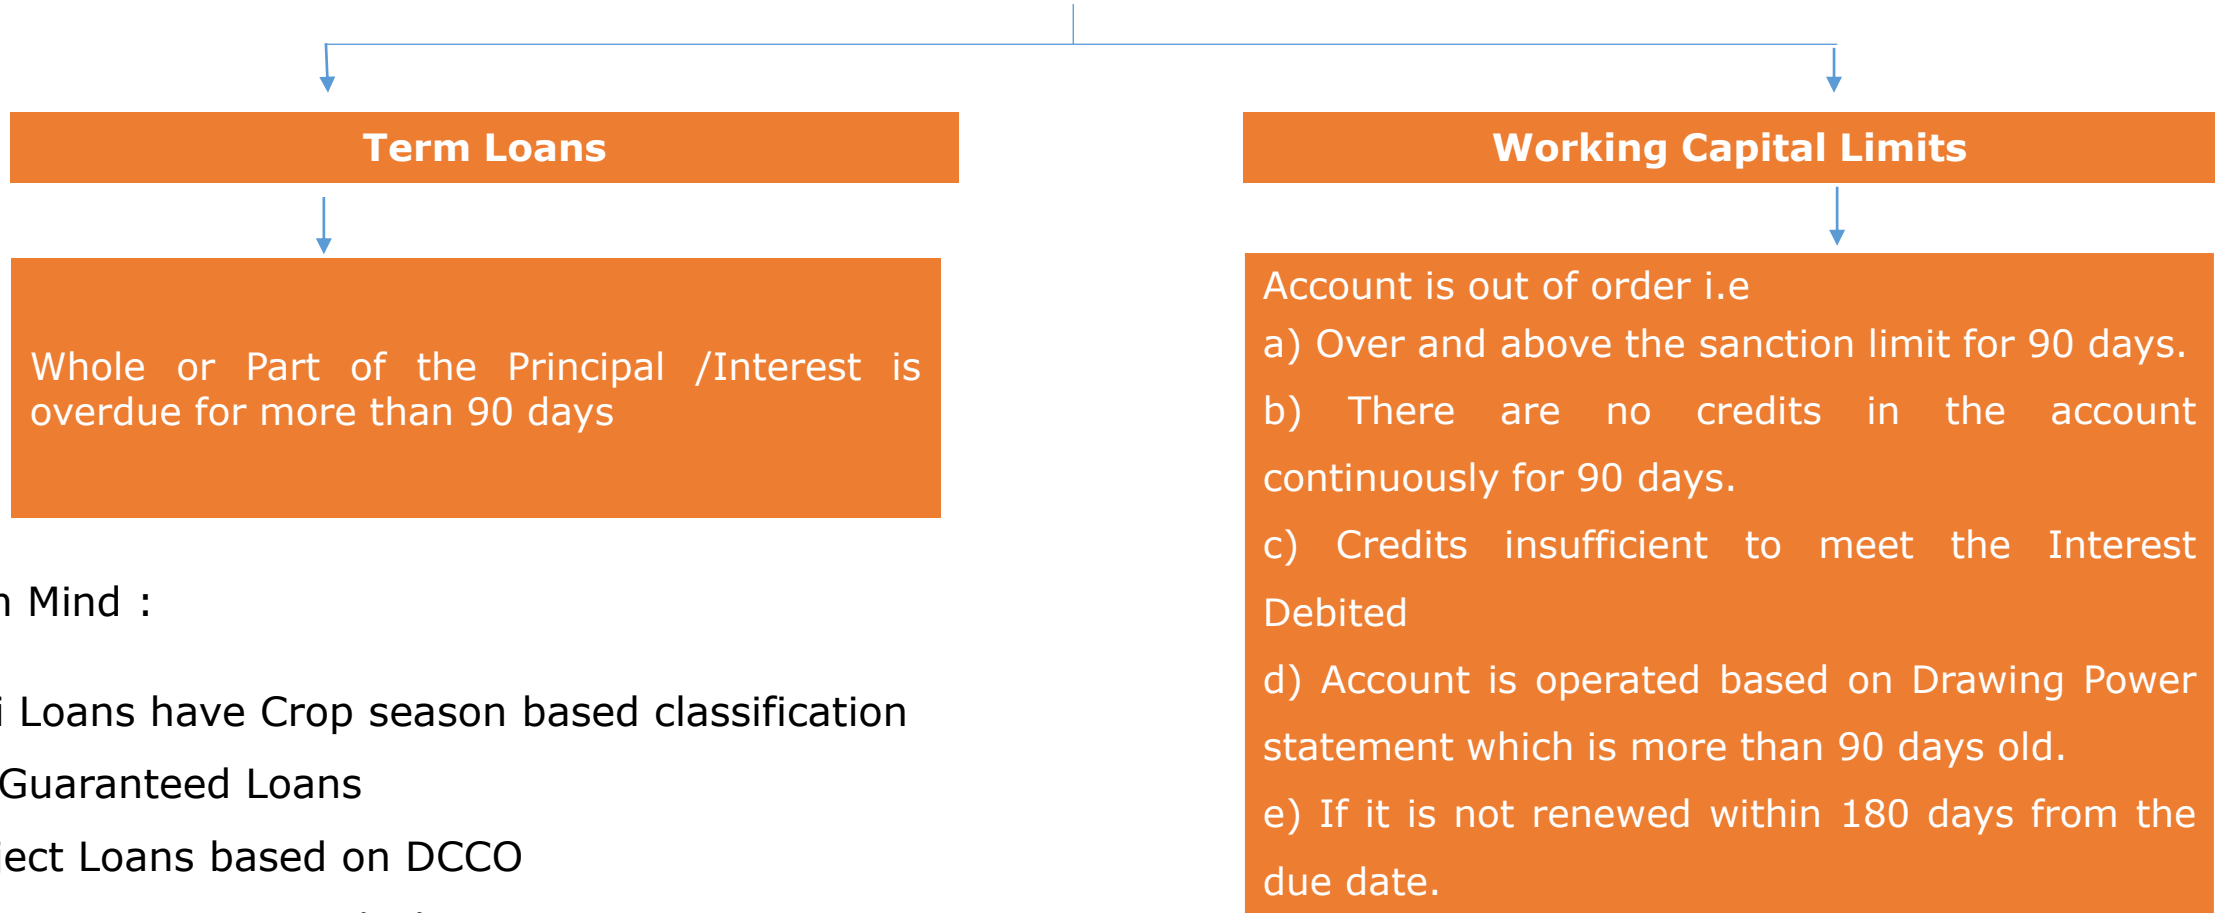 Term Loans
Working Capital Limits
Whole or Part of the Principal /Interest is
overdue for more than 90 days
Account is out of order i.e
a) Over and above the sanction limit for 90 days.
b) There are no credits in the account
continuously for 90 days.
c) Credits insufficient to meet the Interest
Debited
d) Account is operated based on Drawing Power
statement which is more than 90 days old.
e) If it is not renewed within 180 days from the
due date.
Mind :
Loans have Crop season based classification
Guaranteed Loans
Loans based on DCCO